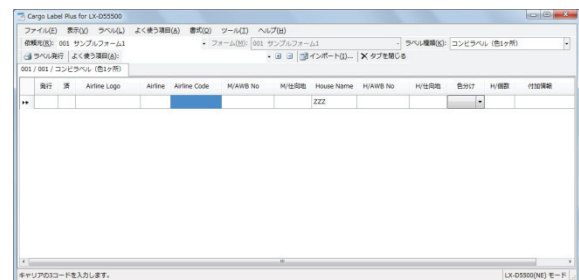 Cargo Label Plus for LX-D5500
ファイル(F) 表示(V) ラベル(L) よく使う項目(A) 書式(O) ツール(T) ヘルプ(H)
依頼元(R): 001 サンプルフォーム1 フォーム(M): 001 サンプルフォーム1 ラベル種類(K): コンビラベル (色1ヶ所)
ラベル発行 よく使う項目(A): インポート(I)... タブを閉じる
001 / 001 / コンビラベル (色1ヶ所)
発行 済 Airline Logo Airline Airline Code M/AWB No M/仕向地 House Name H/AWB No H/仕向地 色分け H/個数 付加情報
ZZZ
キャリアの3コードを入力します。 LX-D5500(NE) モード